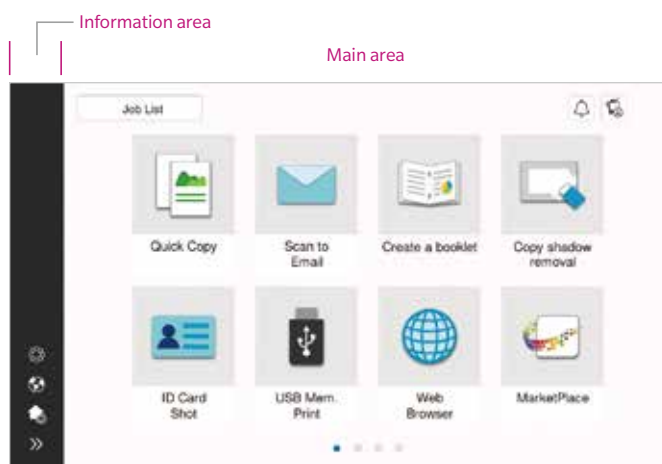 Information area
Main area
Job List
Quick Copy
Scan to
Email
Create a booklet
Copy shadow
removal
ID Card
Shot
USB Mem.
Print
Web
Browser
MarketPlace